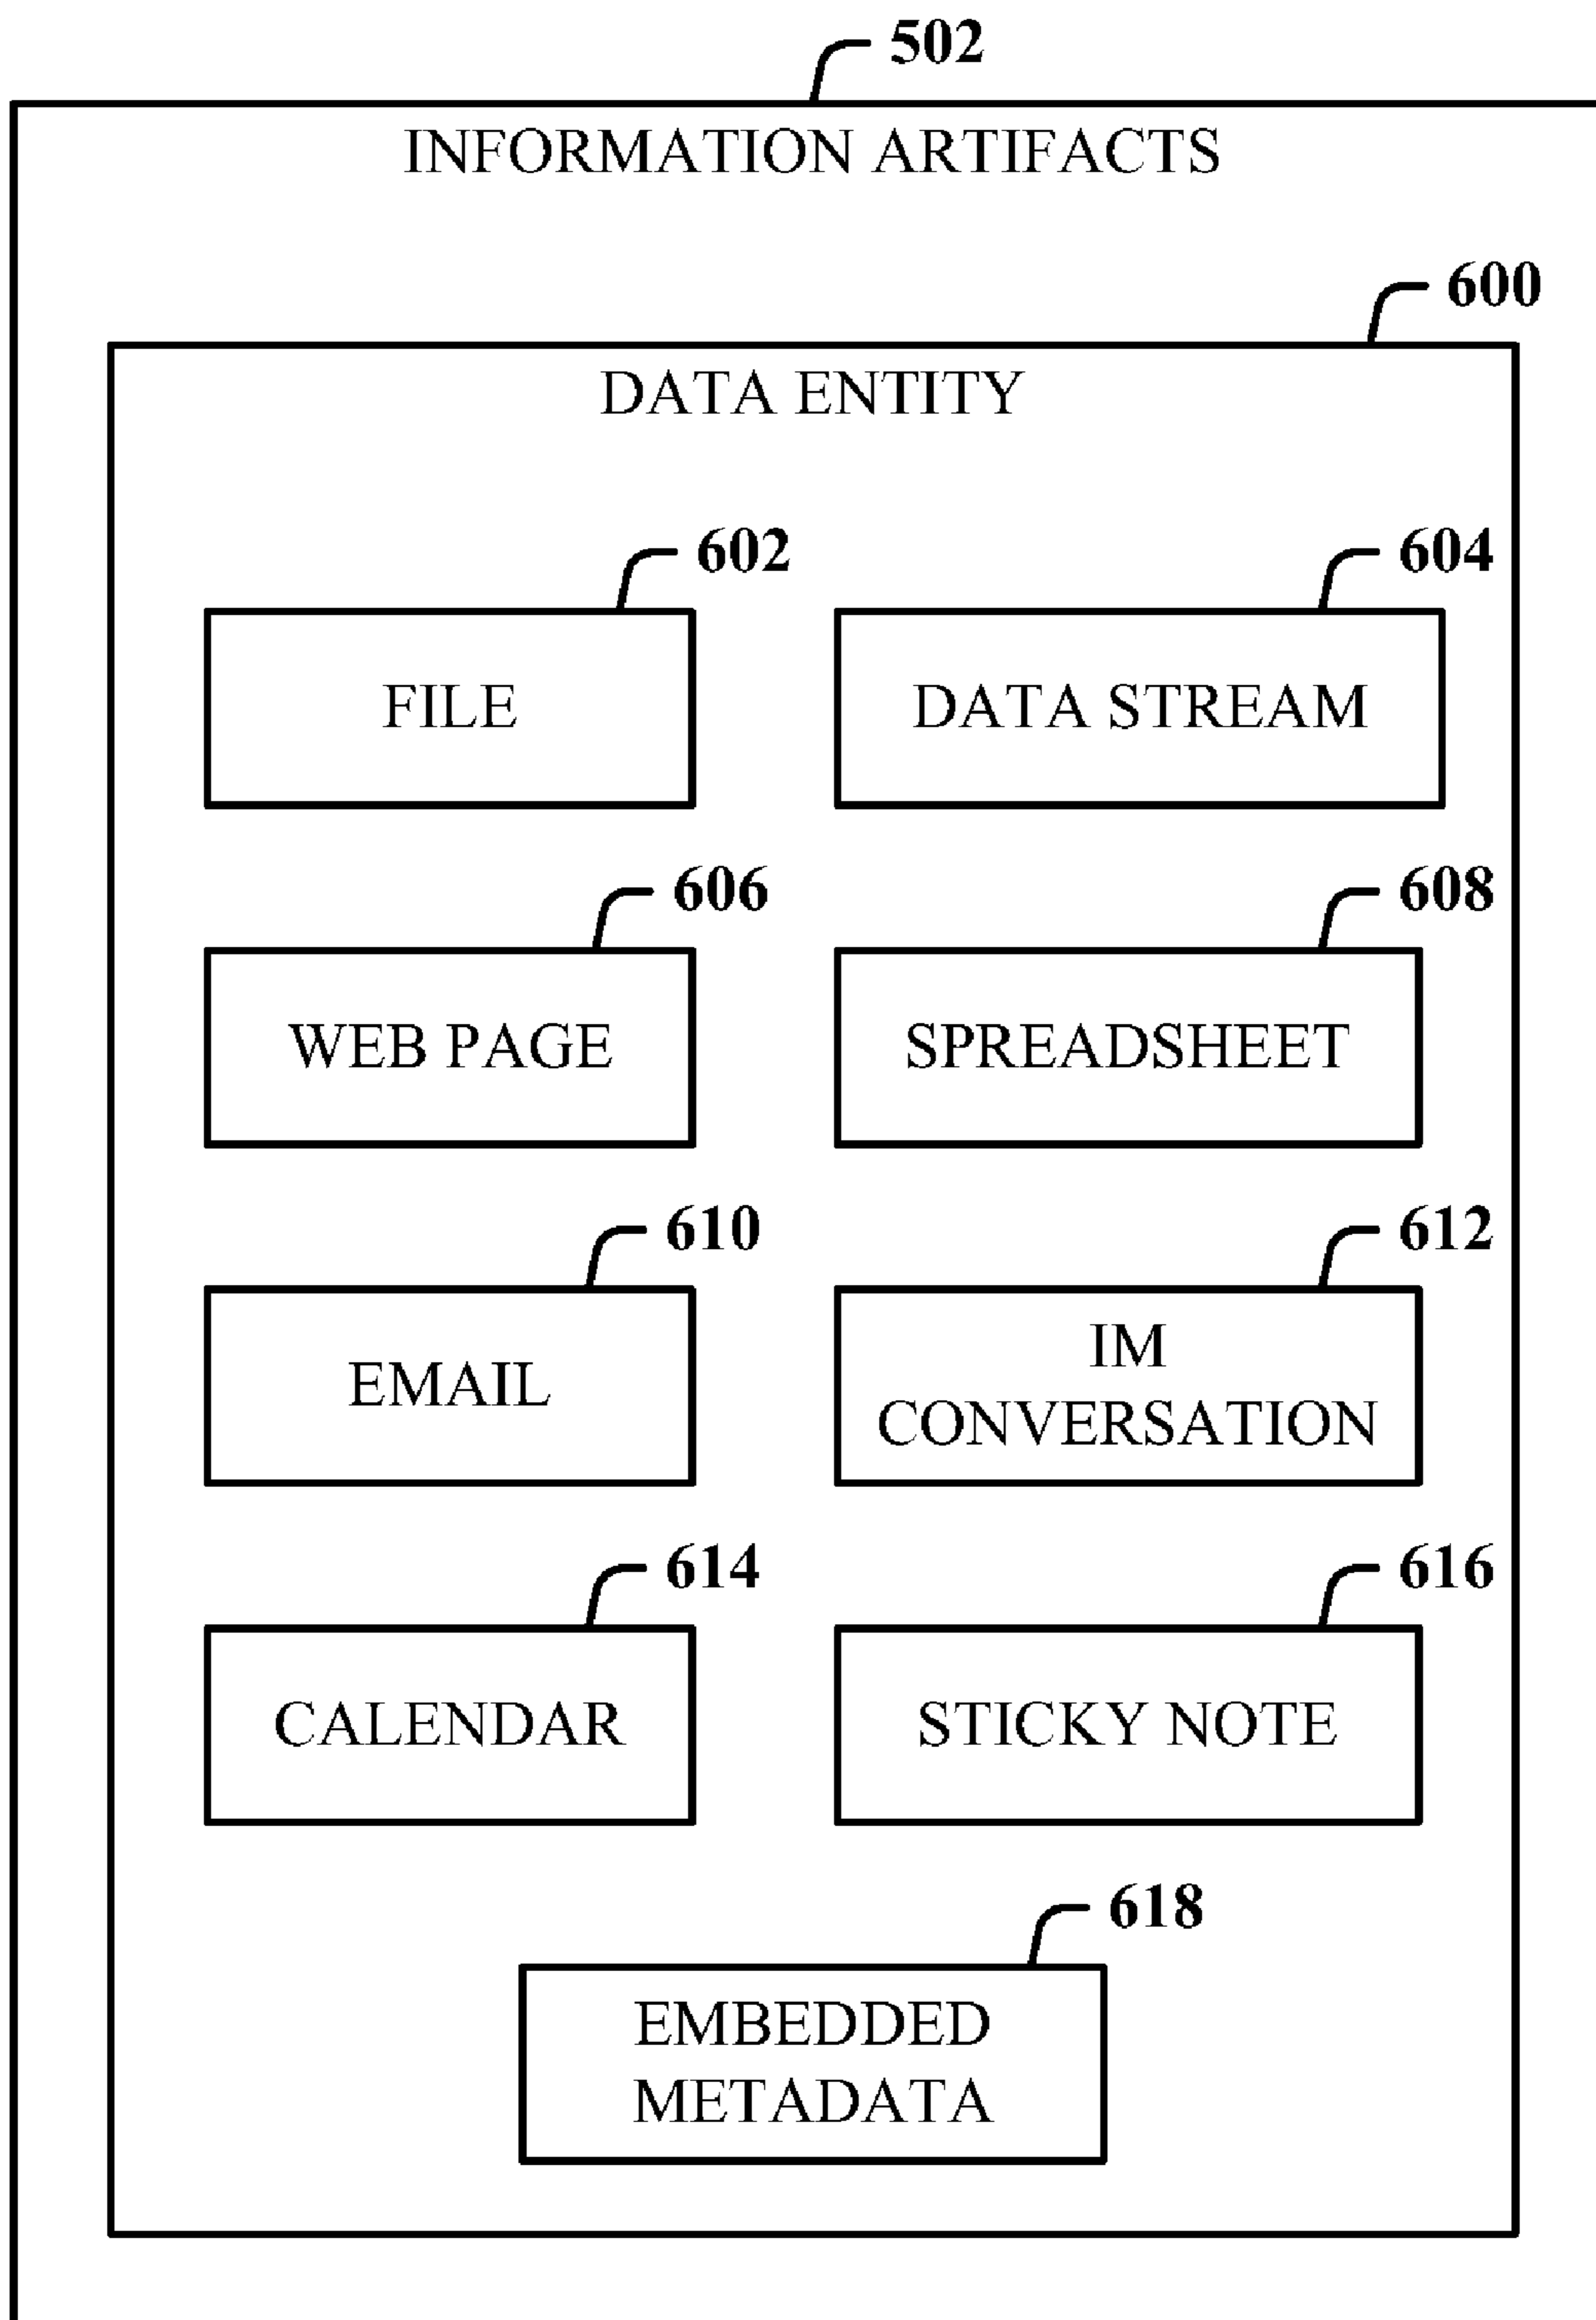 502
INFORMATION ARTIFACTS
600
DATA ENTITY
602
604
FILE
DATA STREAM
606
608
WEB PAGE
SPREADSHEET
610
612
EMAIL
IM
CONVERSATION
614
616
CALENDAR
STICKY NOTE
618
EMBEDDED
METADATA